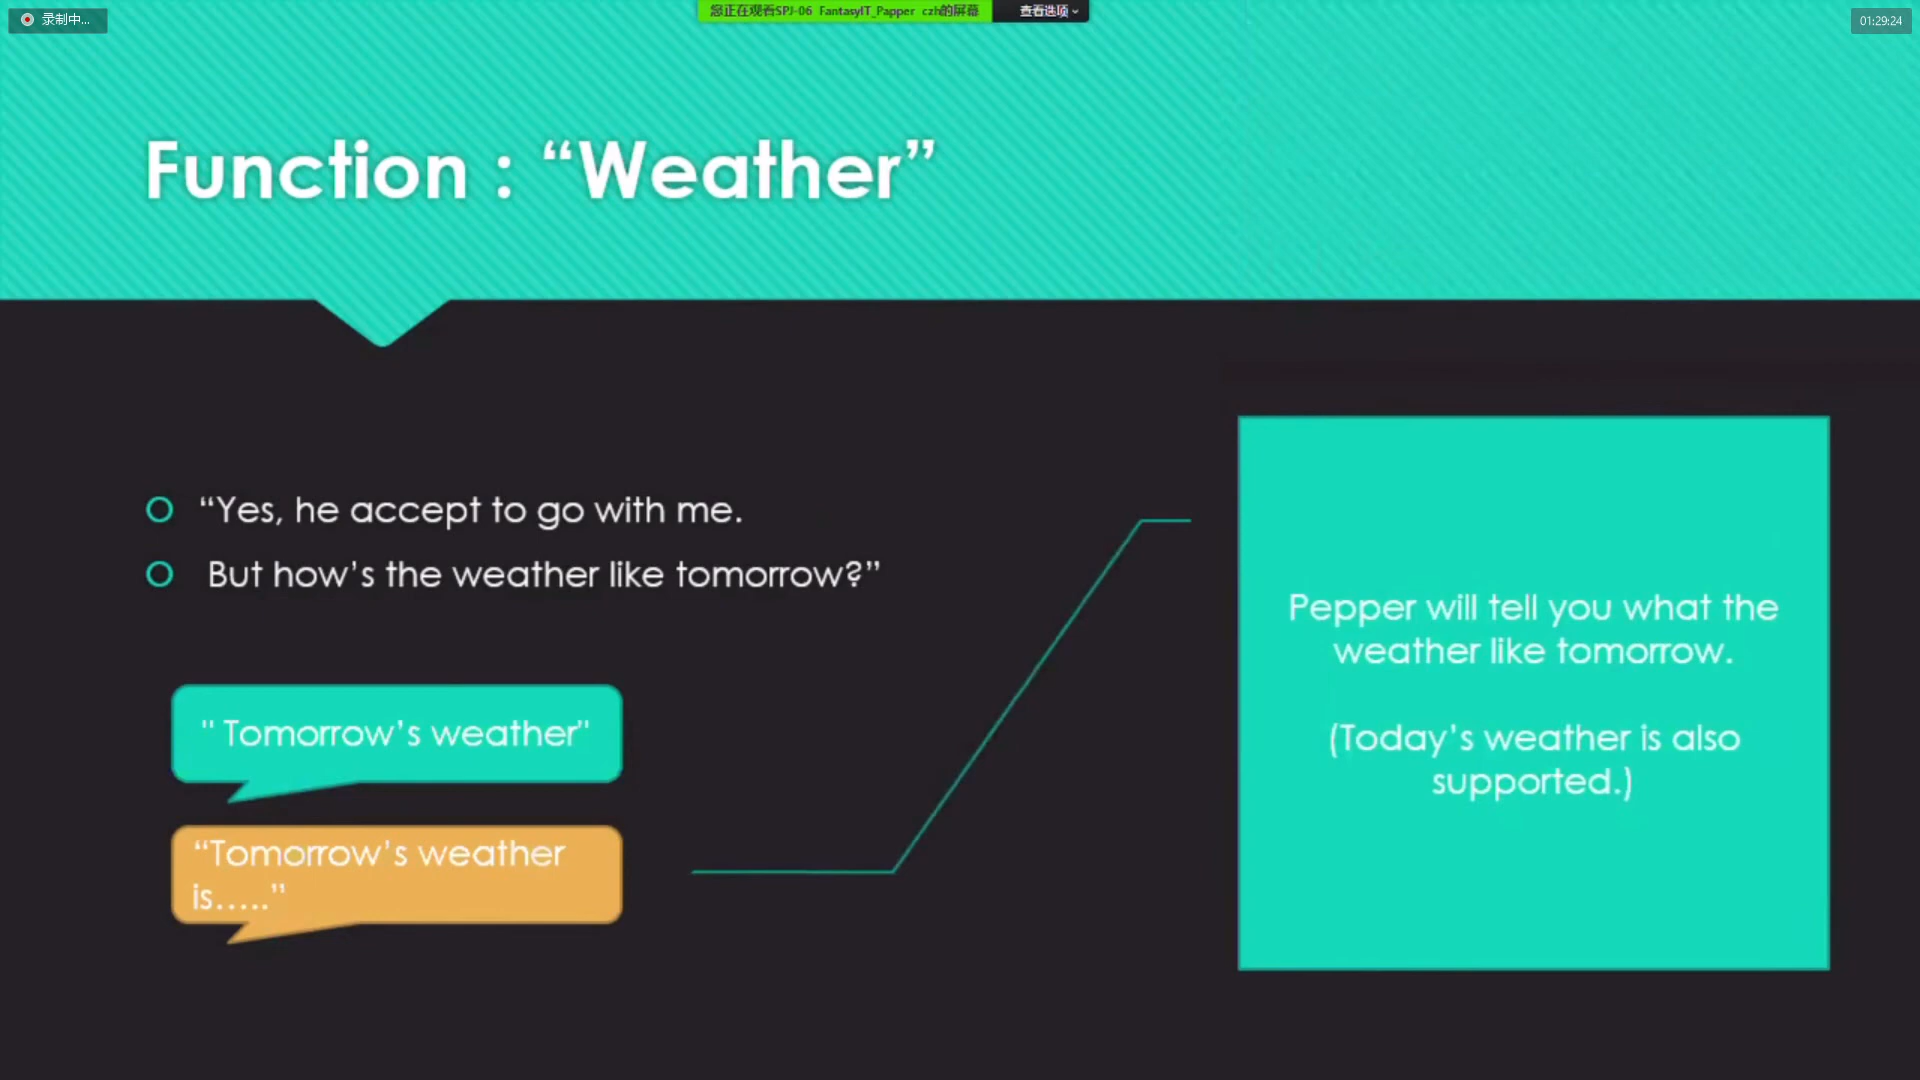 录制中...
您正在观看SPJ-06 FantasyIT_Papper czh的屏幕
查看选项
01:29:24
Function : “Weather”
“Yes, he accept to go with me.
But how’s the weather like tomorrow?”
" Tomorrow’s weather"
“Tomorrow’s weather
is.....”
Pepper will tell you what the
weather like tomorrow.
(Today’s weather is also
supported.)